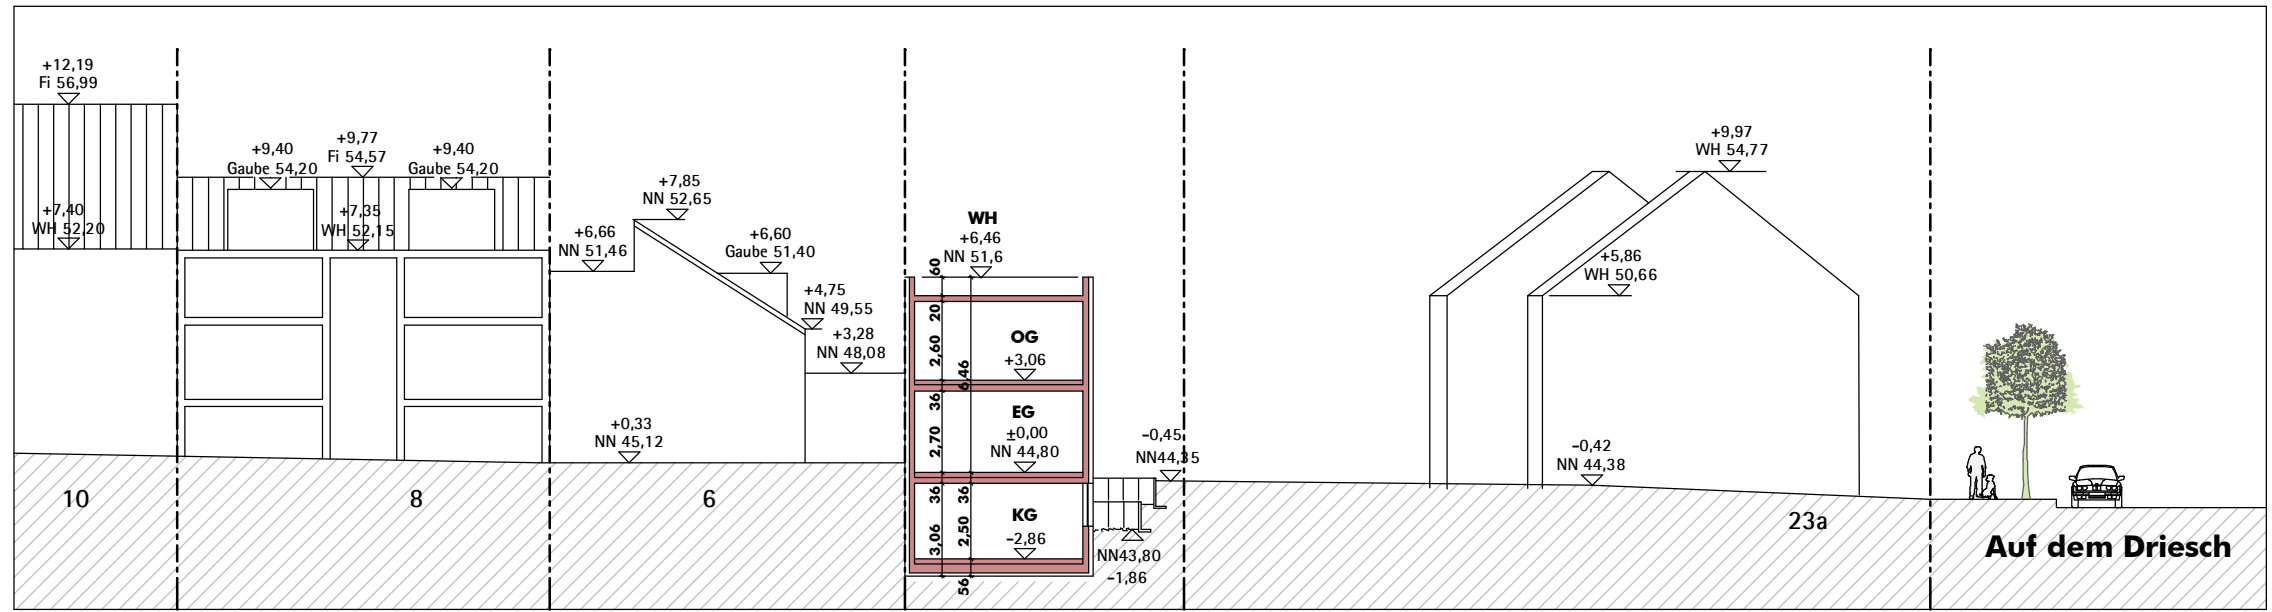 +12,19
Fi 56,99
+7,40
WH 52,20
10
+9,40
Gaube 54,20
+9,77
Fi 54,57
+9,40
Gaube 54,20
+7,35
WH 52,15
8
+7,85
NN 52,65
+6,66
NN 51,46
+6,60
Gaube 51,40
+4,75
NN 49,55
+3,28
NN 48,08
+0,33
NN 45,12
6
WH
+6,46
NN 51,6
60
20
2,60
36
2,70
36
3,06
6,46
36
2,50
56
OG
+3,06
EG
±0,00
NN 44,80
KG
-2,86
-0,45
NN44,35
NN43,80
-1,86
+9,97
WH 54,77
+5,86
WH 50,66
-0,42
NN 44,38
23a
Auf dem Driesch